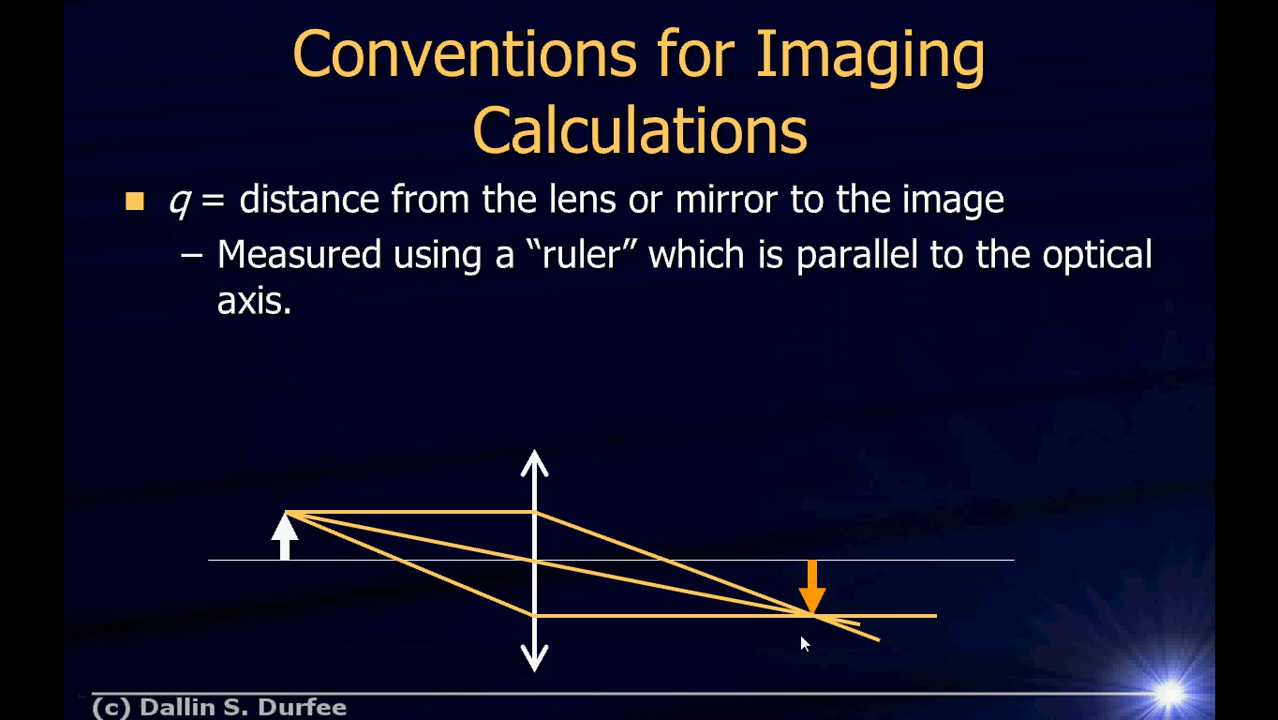 Conventions for Imaging
Calculations
■ q = distance from the lens or mirror to the image
– Measured using a “ruler” which is parallel to the optical
axis.
(c) Dallin S. Durfee